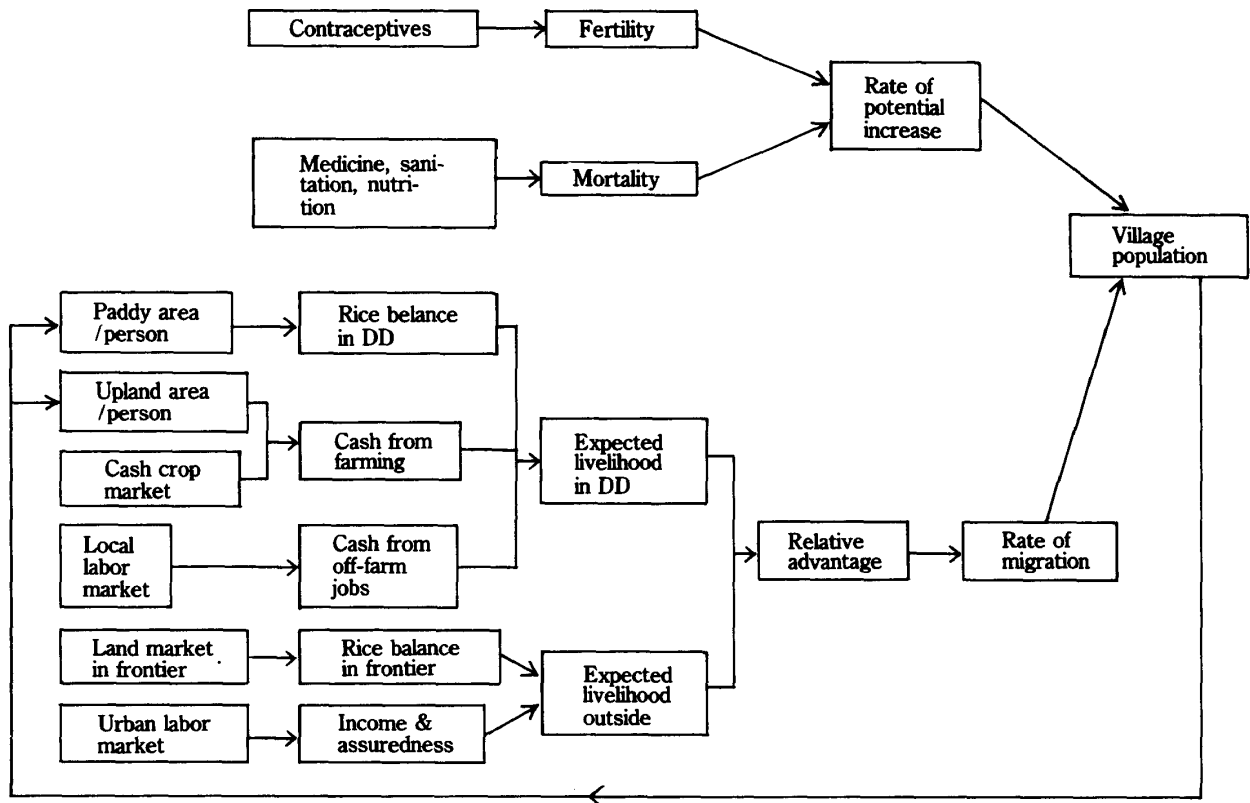 Contraceptives
Fertility
Rate of
potential
increase
Medicine, sani-
tation, nutri-
tion
Mortality
Village
population
Paddy area
/person
Rice belance
in DD
Upland area
/person
Cash crop
market
Cash from
farming
Expected
livelihood
in DD
Local
labor
market
Cash from
off-farm
jobs
Relative
advantage
Rate of
migration
Land market
in frontier
Rice balance
in frontier
Expected
livelihood
outside
Urban labor
market
Income &
assuredness